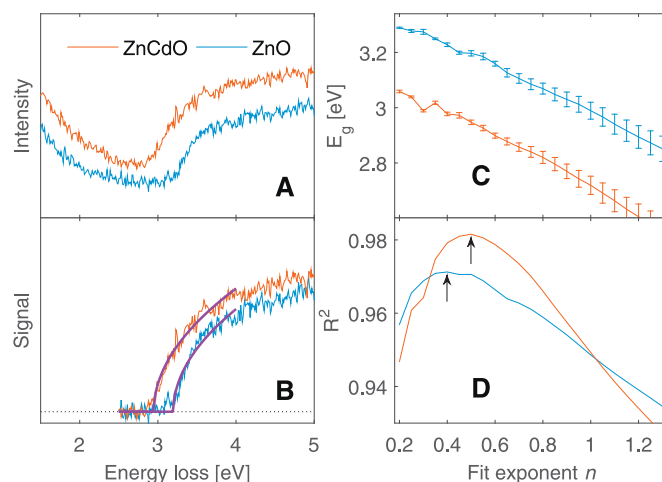 ZnCdO ZnO
Intensity
A
Signal
B
2 3 4 5
Energy loss [eV]
3.2
3
2.8
E_g [eV]
C
0.98
0.96
0.94
R^2
D
0.2 0.4 0.6 0.8 1 1.2
Fit exponent n